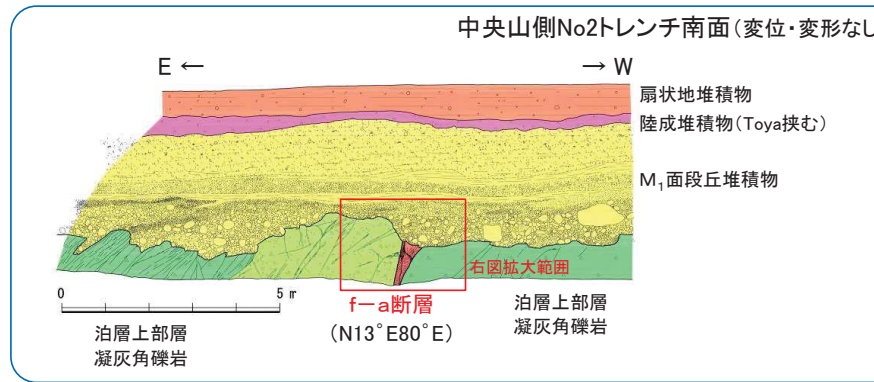 中央山側No2トレンチ南面(変位・変形なし
E ←
→ W
扇状地堆積物
陸成堆積物(Toya挟む)
M₁面段丘堆積物
右図拡大範囲
0
5 m
f-a断層
(N13°E80°E)
泊層上部層
凝灰角礫岩
泊層上部層
凝灰角礫岩